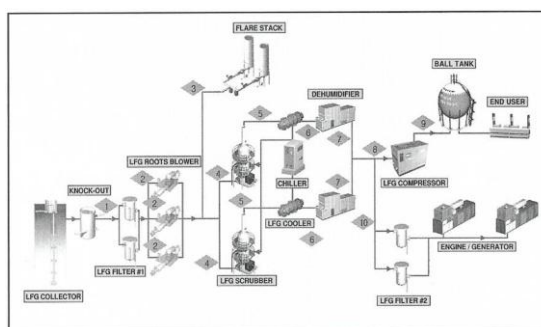 FLARE STACK
BALL TANK
3
DEHUMIDIFIER
END USER
5
9
LFG ROOTS BLOWER
6
7
8
2
4
CHILLER
LFG COMPRESSOR
KNOCK-OUT
1
2
7
5
LFG COOLER
10
2
6
ENGINE / GENERATOR
LFG FILTER #1
4
LFG COLLECTOR
LFG SCRUBBER
LFG FILTER #2